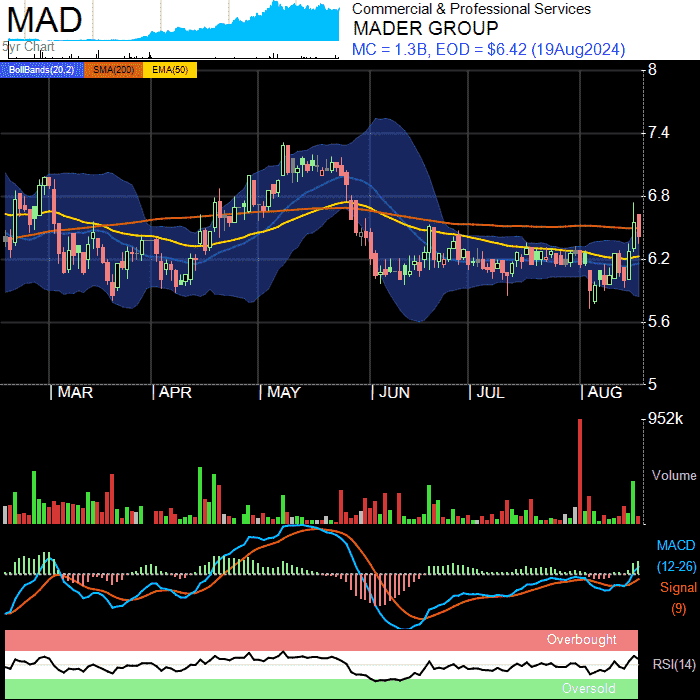 MAD
5yr Chart
Commercial & Professional Services
MADER GROUP
MC = 1.3B, EOD = $6.42 (19Aug2024)
BollBands(20,2) SMA(200) EMA(50)
8
7.4
6.8
6.2
5.6
5
MAR APR MAY JUN JUL AUG
952k
Volume
MACD
(12-26)
Signal
(9)
Overbought
RSI(14)
Oversold